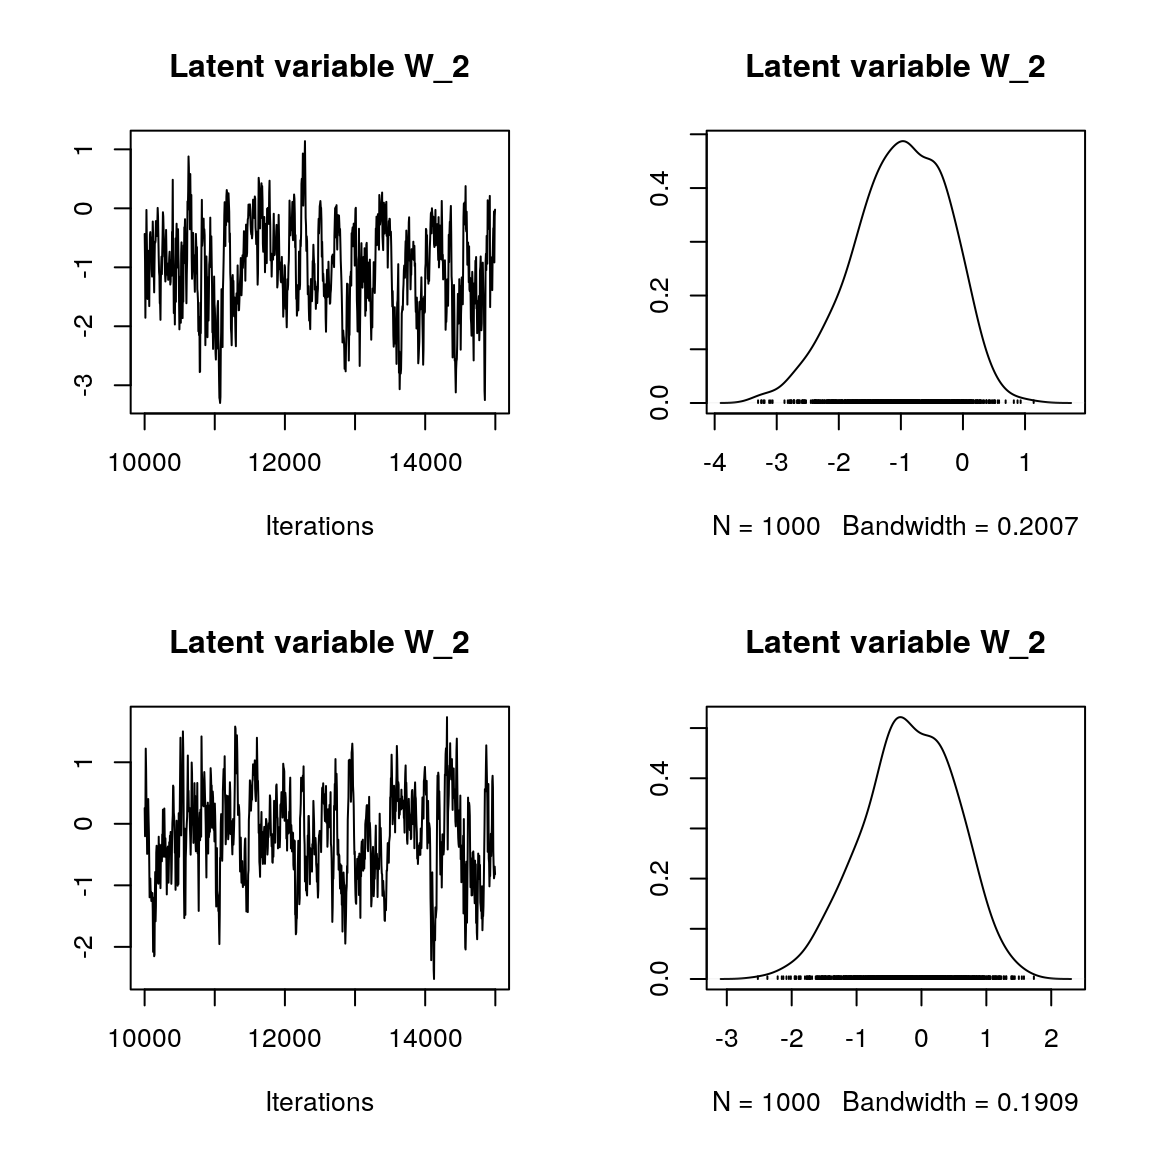 Latent variable W_2
Latent variable W_2
1
0
-1
-2
-3
10000 12000 14000
Iterations
0.4
0.2
0.0
-4 -3 -2 -1 0 1
N = 1000 Bandwidth = 0.2007
Latent variable W_2
Latent variable W_2
1
0
-1
-2
10000 12000 14000
Iterations
0.4
0.2
0.0
-3 -2 -1 0 1 2
N = 1000 Bandwidth = 0.1909